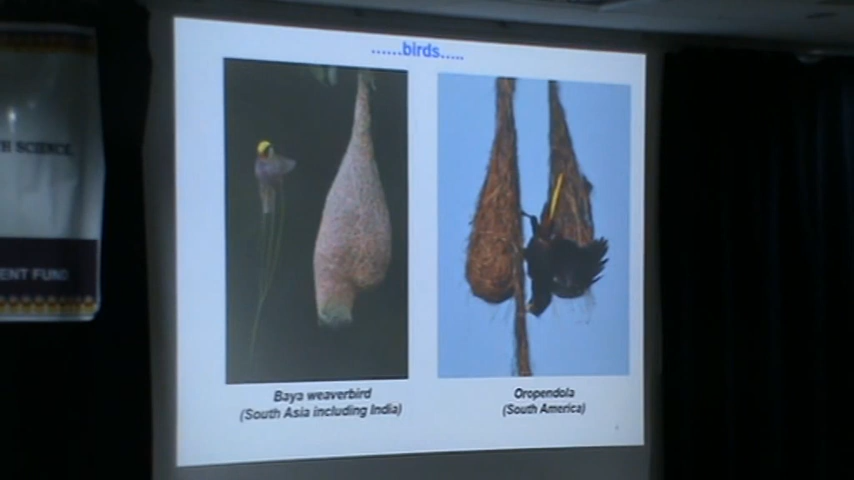 ......birds.....
H SCIENCE,
ENT FUND
Baya weaverbird
(South Asia including India)
Oropendola
(South America)